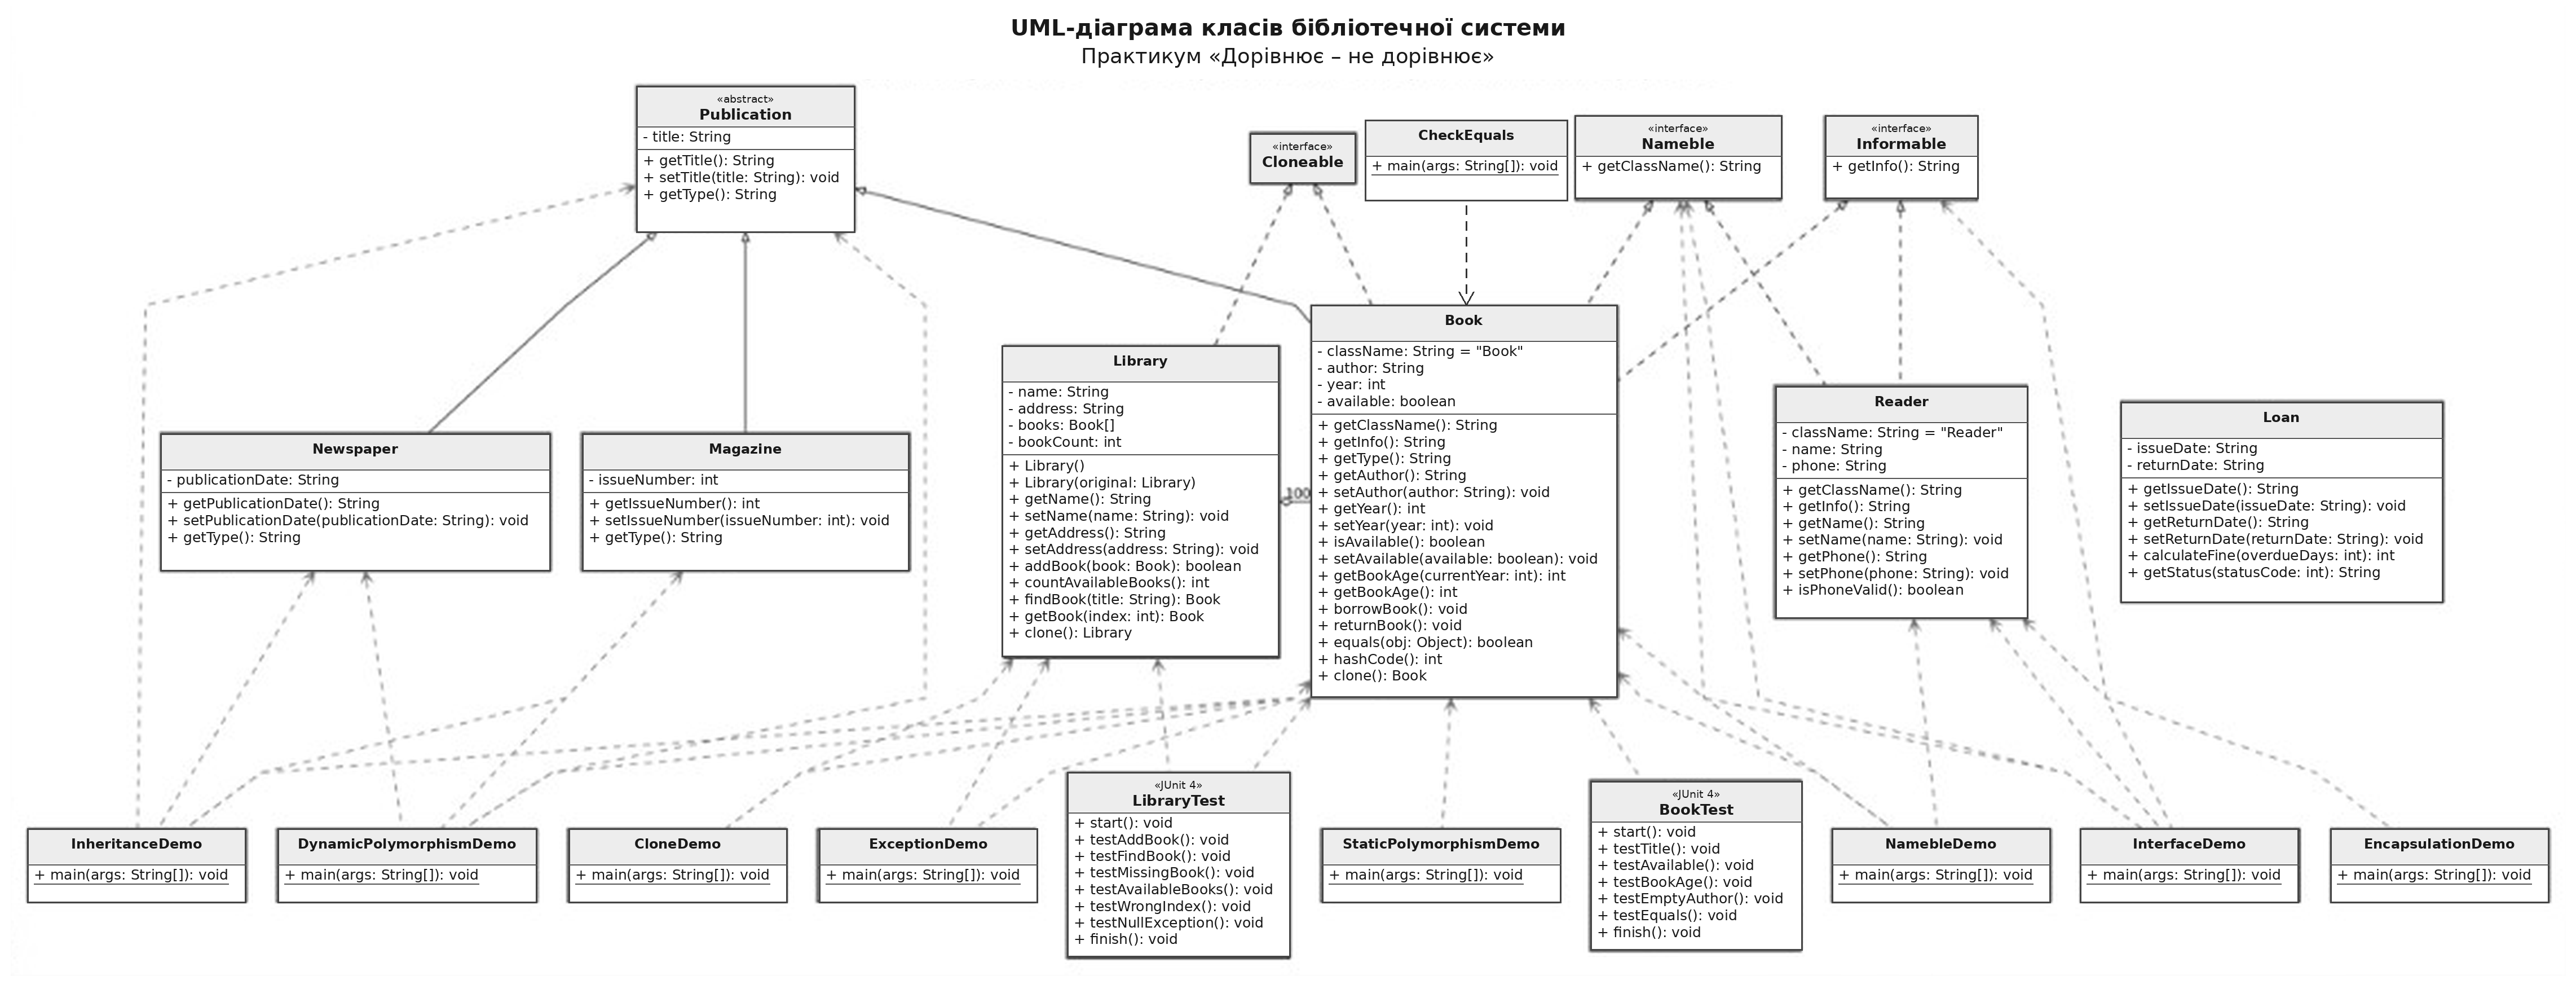 UML-діаграма класів бібліотечної системи
Практикум «Дорівнює – не дорівнює»
«abstract»
Publication
- title: String
+ getTitle(): String
+ setTitle(title: String): void
+ getType(): String
«interface»
Cloneable
CheckEquals
+ main(args: String[]): void
«interface»
Nameble
+ getClassName(): String
«interface»
Informable
+ getInfo(): String
Newspaper
- publicationDate: String
+ getPublicationDate(): String
+ setPublicationDate(publicationDate: String): void
+ getType(): String
Magazine
- issueNumber: int
+ getIssueNumber(): int
+ setIssueNumber(issueNumber: int): void
+ getType(): String
Library
- name: String
- address: String
- books: Book[]
- bookCount: int
+ Library()
+ Library(original: Library)
+ getName(): String
+ setName(name: String): void
+ getAddress(): String
+ setAddress(address: String): void
+ addBook(book: Book): boolean
+ countAvailableBooks(): int
+ findBook(title: String): Book
+ getBook(index: int): Book
+ clone(): Library
100
Book
- className: String = "Book"
- author: String
- year: int
- available: boolean
+ getClassName(): String
+ getInfo(): String
+ getType(): String
+ getAuthor(): String
+ setAuthor(author: String): void
+ getYear(): int
+ setYear(year: int): void
+ isAvailable(): boolean
+ setAvailable(available: boolean): void
+ getBookAge(currentYear: int): int
+ getBookAge(): int
+ borrowBook(): void
+ returnBook(): void
+ equals(obj: Object): boolean
+ hashCode(): int
+ clone(): Book
Reader
- className: String = "Reader"
- name: String
- phone: String
+ getClassName(): String
+ getInfo(): String
+ getName(): String
+ setName(name: String): void
+ getPhone(): String
+ setPhone(phone: String): void
+ isPhoneValid(): boolean
Loan
- issueDate: String
- returnDate: String
+ getIssueDate(): String
+ setIssueDate(issueDate: String): void
+ getReturnDate(): String
+ setReturnDate(returnDate: String): void
+ calculateFine(overdueDays: int): int
+ getStatus(statusCode: int): String
InheritanceDemo
+ main(args: String[]): void
DynamicPolymorphismDemo
+ main(args: String[]): void
CloneDemo
+ main(args: String[]): void
ExceptionDemo
+ main(args: String[]): void
«JUnit 4»
LibraryTest
+ start(): void
+ testAddBook(): void
+ testFindBook(): void
+ testMissingBook(): void
+ testAvailableBooks(): void
+ testWrongIndex(): void
+ testNullException(): void
+ finish(): void
StaticPolymorphismDemo
+ main(args: String[]): void
«JUnit 4»
BookTest
+ start(): void
+ testTitle(): void
+ testAvailable(): void
+ testBookAge(): void
+ testEmptyAuthor(): void
+ testEquals(): void
+ finish(): void
NamebleDemo
+ main(args: String[]): void
InterfaceDemo
+ main(args: String[]): void
EncapsulationDemo
+ main(args: String[]): void